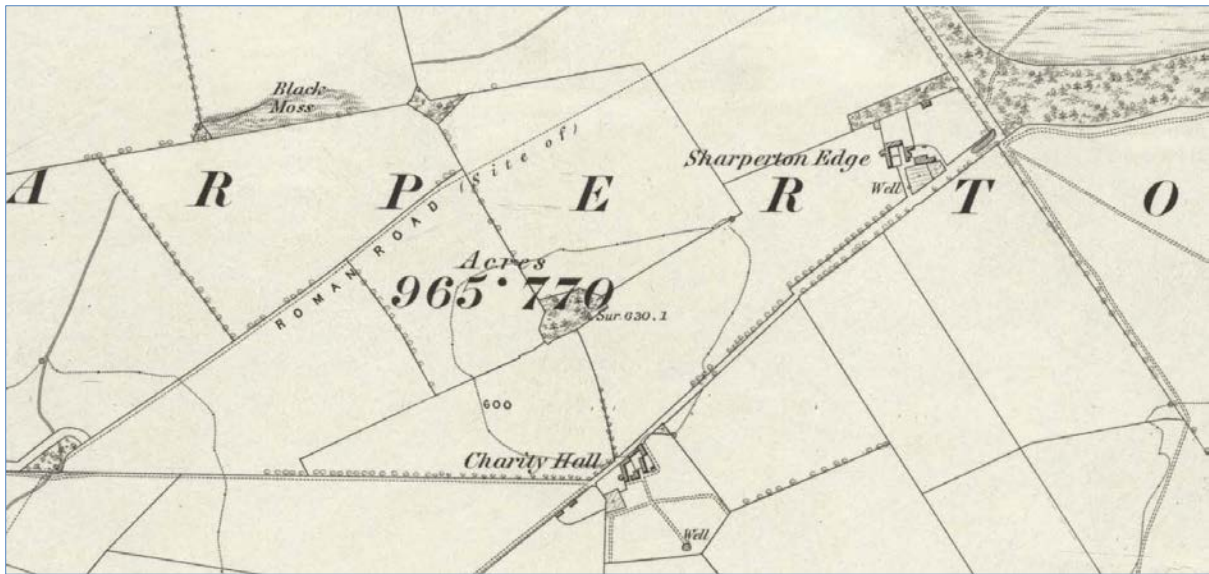 Black
Moss
Sharperton Edge
Well
A R P E R T O
(Site of)
ROMAN ROAD
Acres
965·770
Sur. 630.1
600
Charity Hall
Well